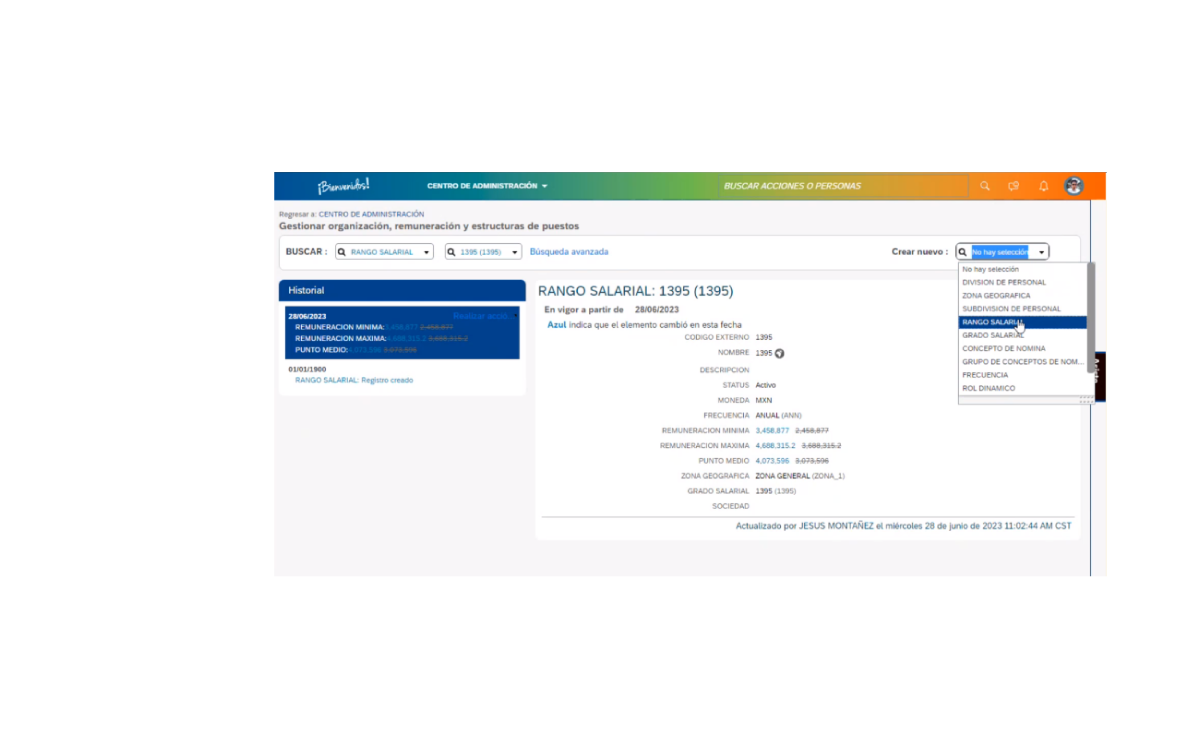 ¡Bienvenidos!
CENTRO DE ADMINISTRACIÓN
BUSCAR ACCIONES O PERSONAS
Regresar a: CENTRO DE ADMINISTRACIÓN
Gestionar organización, remuneración y estructuras de puestos
BUSCAR : RANGO SALARIAL 1395 (1395) Búsqueda avanzada
Crear nuevo : No hay selección
No hay selección
DIVISION DE PERSONAL
ZONA GEOGRAFICA
SUBDIVISION DE PERSONAL
RANGO SALARIAL
GRADO SALARIAL
CONCEPTO DE NOMINA
GRUPO DE CONCEPTOS DE NOM...
FRECUENCIA
ROL DINAMICO
Historial
28/06/2023 Realizar acció...
REMUNERACION MINIMA: 3,458,877 2,458,877
REMUNERACION MAXIMA: 4,688,315.2 3,688,315.2
PUNTO MEDIO: 4,073,596 3,073,596
01/01/1900
RANGO SALARIAL: Registro creado
RANGO SALARIAL: 1395 (1395)
En vigor a partir de 28/06/2023
Azul indica que el elemento cambió en esta fecha
CODIGO EXTERNO 1395
NOMBRE 1395
DESCRIPCION
STATUS Activo
MONEDA MXN
FRECUENCIA ANUAL (ANN)
REMUNERACION MINIMA 3,458,877 2,458,877
REMUNERACION MAXIMA 4,688,315.2 3,688,315.2
PUNTO MEDIO 4,073,596 3,073,596
ZONA GEOGRAFICA ZONA GENERAL (ZONA_1)
GRADO SALARIAL 1395 (1395)
SOCIEDAD
Actualizado por JESUS MONTAÑEZ el miércoles 28 de junio de 2023 11:02:44 AM CST